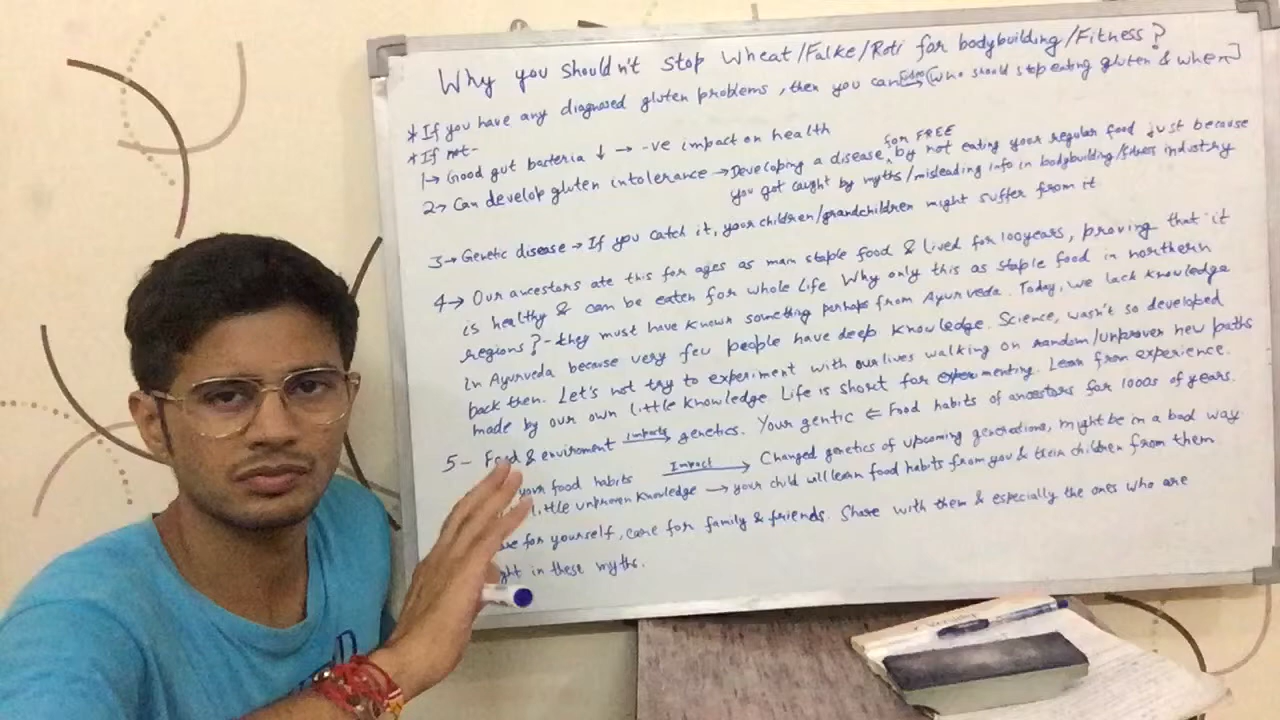 Why you shouldn't stop Wheat/Falke/Roti for bodybuilding/Fitness?
* If you have any diagnosed gluten problems, then you can (who should stop eating gluten & when)
* If not-
1→ Good gut bacteria ↓ → -ve impact on health
2→ Can develop gluten intolerance → Developing a disease, for FREE by not eating your regular food just because
you got caught by myths/misleading info in bodybuilding/fitness industry
3→ Genetic disease → If you catch it, your children/grandchildren might suffer from it
4→ Our ancestors ate this for ages as main staple food & lived for 100years, proving that it
is healthy & can be eaten for whole life Why only this as staple food in northern
regions? - they must have known something perhaps from Ayurveda. Today, we lack knowledge
in Ayurveda because very few people have deep knowledge. Science, wasn't so developed
back then. Let's not try to experiment with our lives walking on random/unproven new paths
made by our own little knowledge. Life is short for experimenting. Learn from experience.
5- Food & enviroment Impacts → genetics. Your gentic ⇐ Food habits of ancestors for 1000s of years.
your food habits Impact → Changed genetics of upcoming generations, might be in a bad way
little unproven knowledge → your child will learn food habits from you & their children from them
for yourself, care for family & friends. Share with them & especially the ones who are
in these myths.